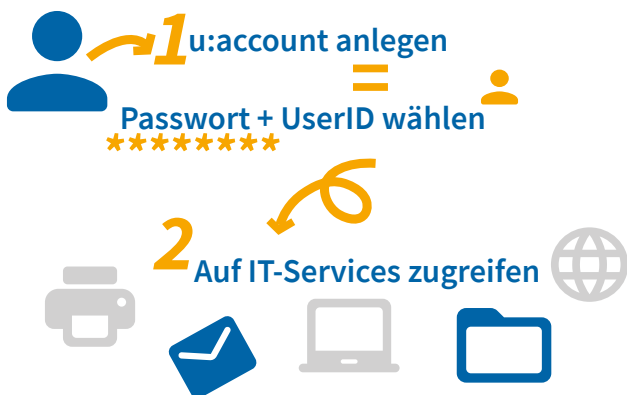 1 u:account anlegen
=
Passwort + UserID wählen
********
2 Auf IT-Services zugreifen